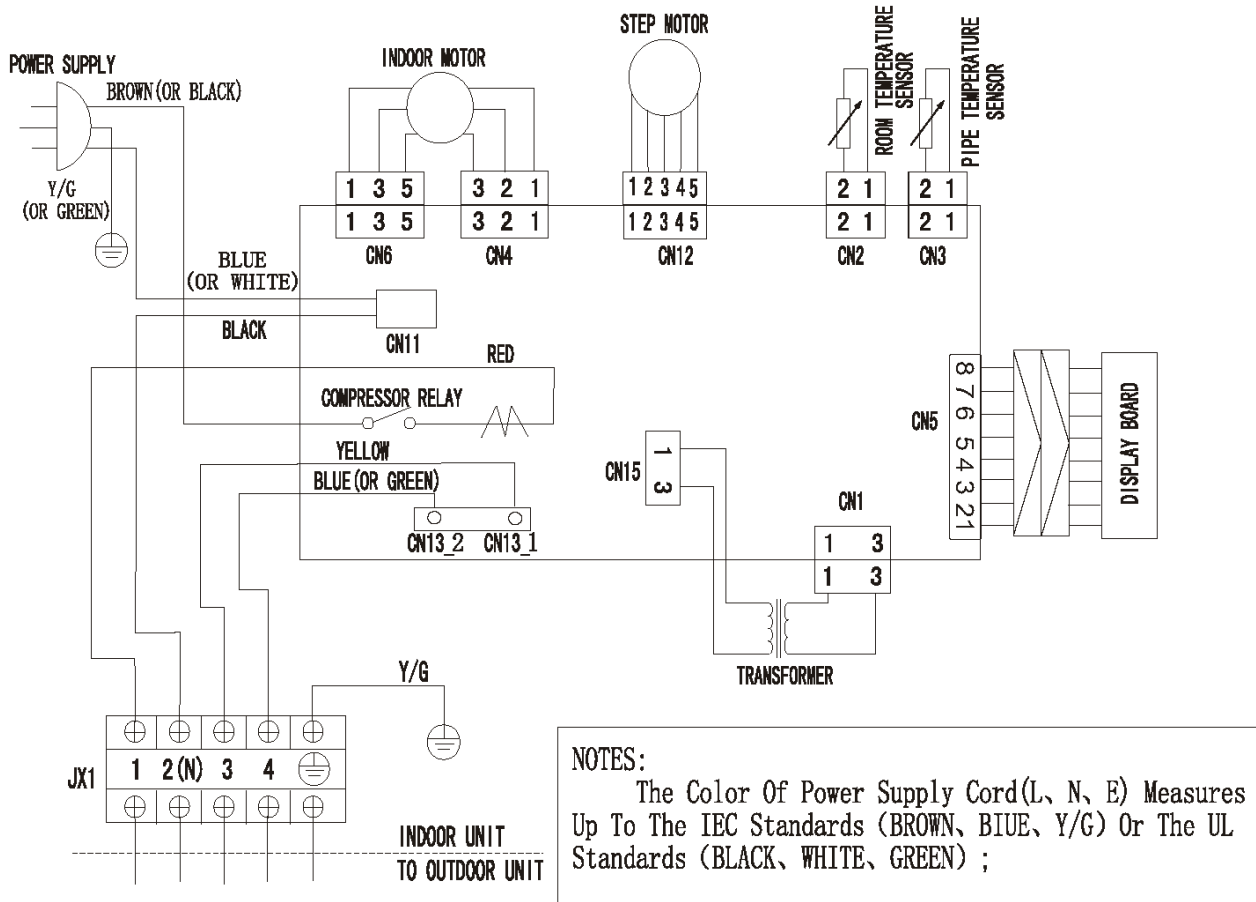 STEP MOTOR
POWER SUPPLY
INDOOR MOTOR
BROWN(OR BLACK)
ROOM TEMPERATURE
SENSOR
PIPE TEMPERATURE
SENSOR
Y/G
(OR GREEN)
1 3 5
3 2 1
1 2 3 4 5
2 1
2 1
1 3 5
3 2 1
1 2 3 4 5
2 1
2 1
CN6
CN4
CN12
CN2
CN3
BLUE
(OR WHITE)
BLACK
CN11
RED
COMPRESSOR RELAY
YELLOW
BLUE(OR GREEN)
CN13_2 CN13_1
CN15
1 3
CN5
8 7 6 5 4 3 2 1
DISPLAY BOARD
CN1
1 3
1 3
TRANSFORMER
Y/G
JX1
1 2(N) 3 4
INDOOR UNIT
TO OUTDOOR UNIT
NOTES:
The Color Of Power Supply Cord(L、N、E) Measures
Up To The IEC Standards (BROWN、BIUE、Y/G) Or The UL
Standards (BLACK、WHITE、GREEN) ;